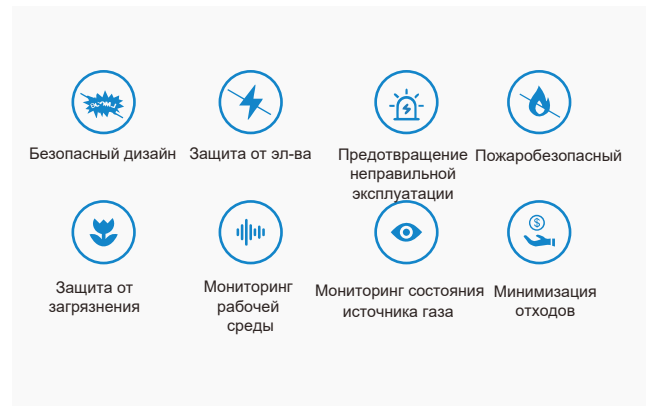 Безопасный дизайн
Защита от эл-ва
Предотвращение
неправильной
эксплуатации
Пожаробезопасный
$
Защита от
загрязнения
Мониторинг
рабочей
среды
Мониторинг состояния
источника газа
Минимизация
отходов